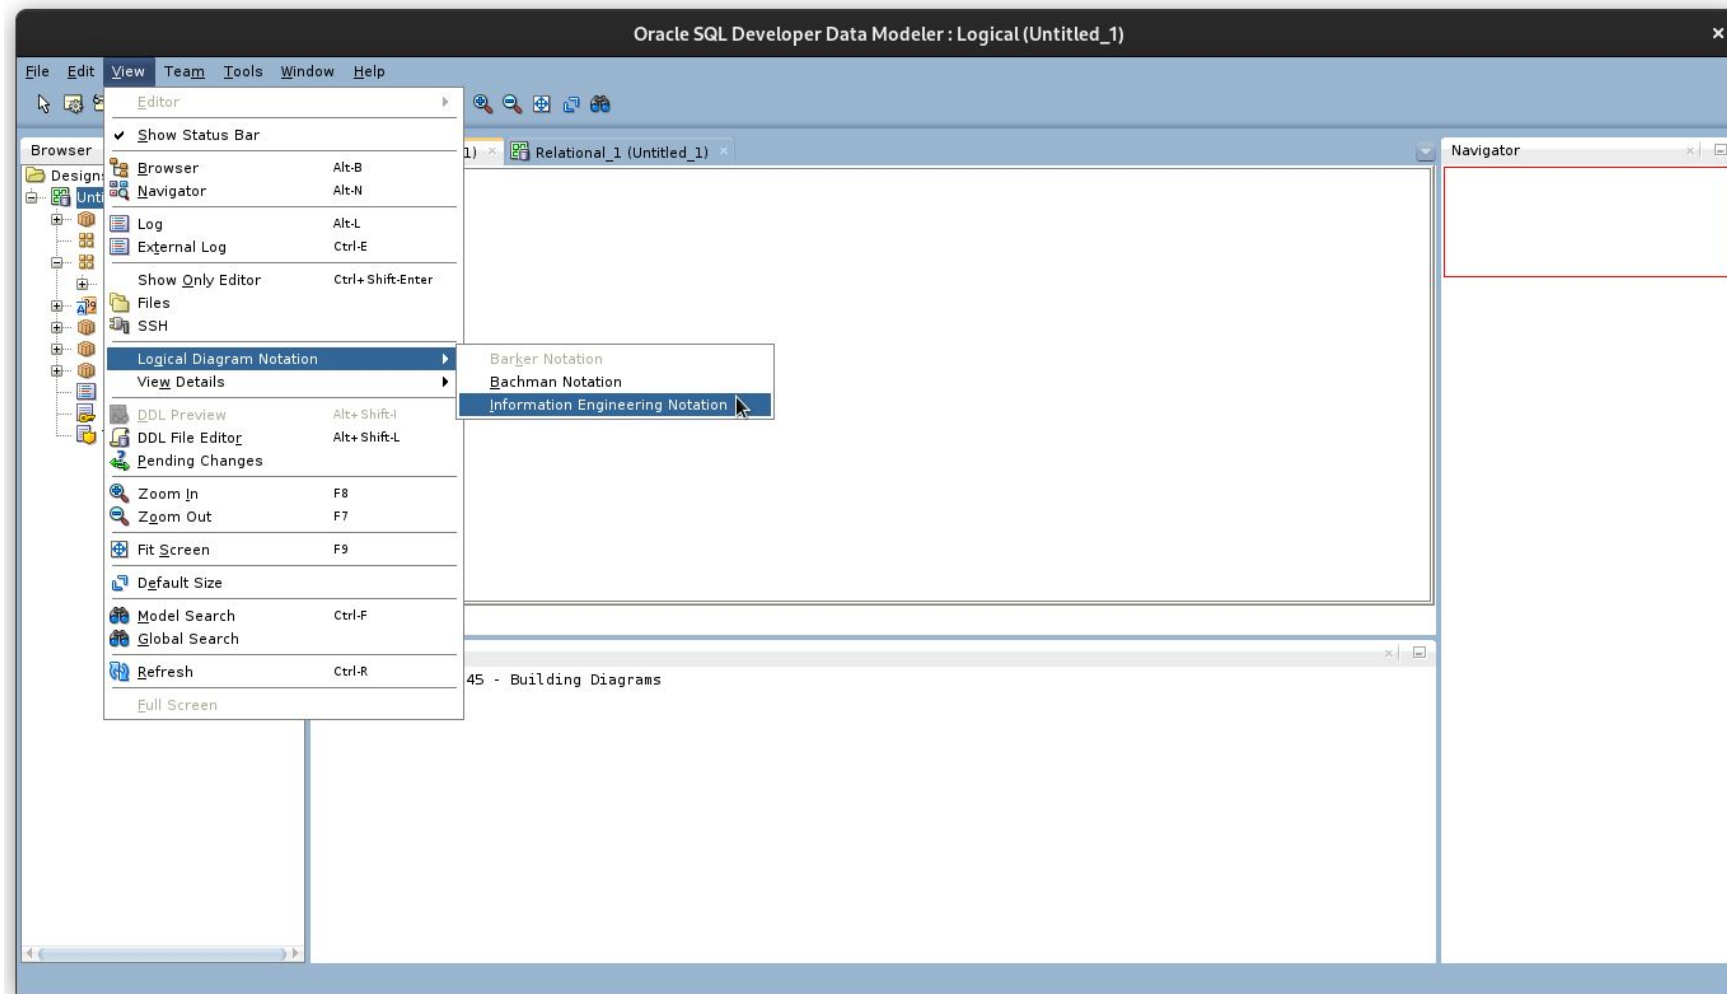 Oracle SQL Developer Data Modeler : Logical (Untitled_1)
File Edit View Team Tools Window Help
Editor
Show Status Bar
Browser Alt-B
Navigator Alt-N
Log Alt-L
External Log Ctrl-E
Show Only Editor Ctrl+Shift-Enter
Files
SSH
Logical Diagram Notation
View Details
DDL Preview Alt+Shift-I
DDL File Editor Alt+Shift-L
Pending Changes
Zoom In F8
Zoom Out F7
Fit Screen F9
Default Size
Model Search Ctrl-F
Global Search
Refresh Ctrl-R
Full Screen
Barker Notation
Bachman Notation
Information Engineering Notation
Browser
Designs
Unti
1)
Relational_1 (Untitled_1)
Navigator
45 - Building Diagrams